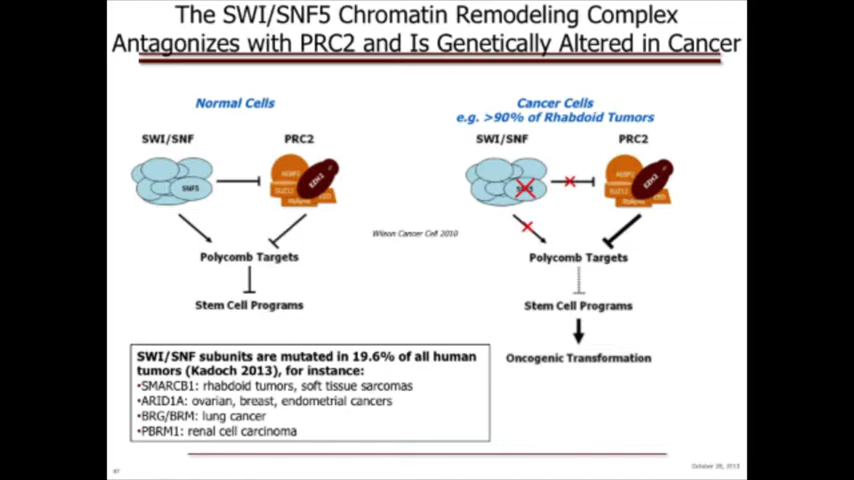 The SWI/SNF5 Chromatin Remodeling Complex
Antagonizes with PRC2 and Is Genetically Altered in Cancer
Normal Cells
Cancer Cells
e.g. >90% of Rhabdoid Tumors
SWI/SNF
PRC2
SWI/SNF
PRC2
SNF5
EZH2
SUZ12
EZH2
Wilson Cancer Cell 2010
Polycomb Targets
Polycomb Targets
Stem Cell Programs
Stem Cell Programs
Oncogenic Transformation
SWI/SNF subunits are mutated in 19.6% of all human
tumors (Kadoch 2013), for instance:
•SMARCB1: rhabdoid tumors, soft tissue sarcomas
•ARID1A: ovarian, breast, endometrial cancers
•BRG/BRM: lung cancer
•PBRM1: renal cell carcinoma
October 28, 2013